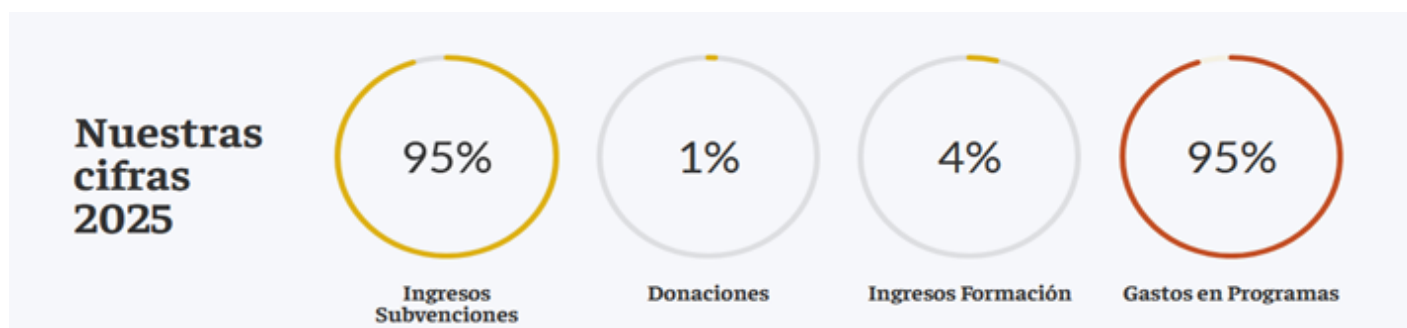 Nuestras
cifras
2025
95%
Ingresos
Subvenciones
1%
Donaciones
4%
Ingresos Formación
95%
Gastos en Programas